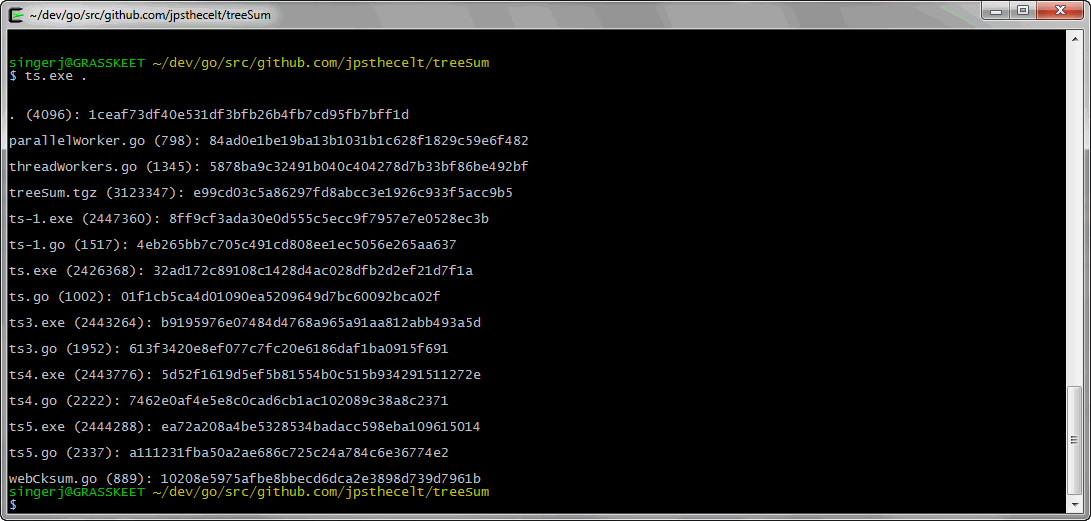 ~/dev/go/src/github.com/jpsthecelt/treeSum
singerj@GRASSKEET ~/dev/go/src/github.com/jpsthecelt/treeSum
$ ts.exe .
. (4096): 1ceaf73df40e531df3bfb26b4fb7cd95fb7bff1d
parallelWorker.go (798): 84ad0e1be19ba13b1031b1c628f1829c59e6f482
threadWorkers.go (1345): 5878ba9c32491b040c404278d7b33bf86be492bf
treeSum.tgz (3123347): e99cd03c5a86297fd8abcc3e1926c933f5acc9b5
ts-1.exe (2447360): 8ff9cf3ada30e0d555c5ecc9f7957e7e0528ec3b
ts-1.go (1517): 4eb265bb7c705c491cd808ee1ec5056e265aa637
ts.exe (2426368): 32ad172c89108c1428d4ac028dfb2d2ef21d7f1a
ts.go (1002): 01f1cb5ca4d01090ea5209649d7bc60092bca02f
ts3.exe (2443264): b9195976e07484d4768a965a91aa812abb493a5d
ts3.go (1952): 613f3420e8ef077c7fc20e6186daf1ba0915f691
ts4.exe (2443776): 5d52f1619d5ef5b81554b0c515b934291511272e
ts4.go (2222): 7462e0af4e5e8c0cad6cb1ac102089c38a8c2371
ts5.exe (2444288): ea72a208a4be5328534badacc598eba109615014
ts5.go (2337): a111231fba50a2ae686c725c24a784c6e36774e2
webCksum.go (889): 10208e5975afbe8bbecd6dca2e3898d739d7961b
singerj@GRASSKEET ~/dev/go/src/github.com/jpsthecelt/treeSum
$